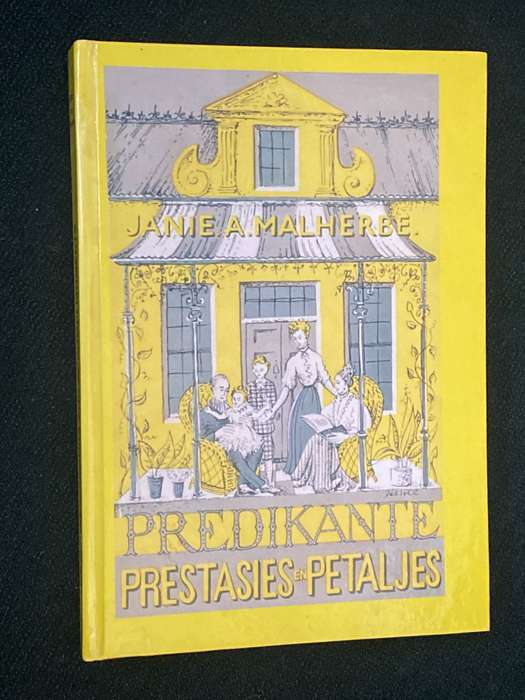 JANIE.A.MALHERBE.
PREDIKANTE
PRESTASIES EN PETALJES